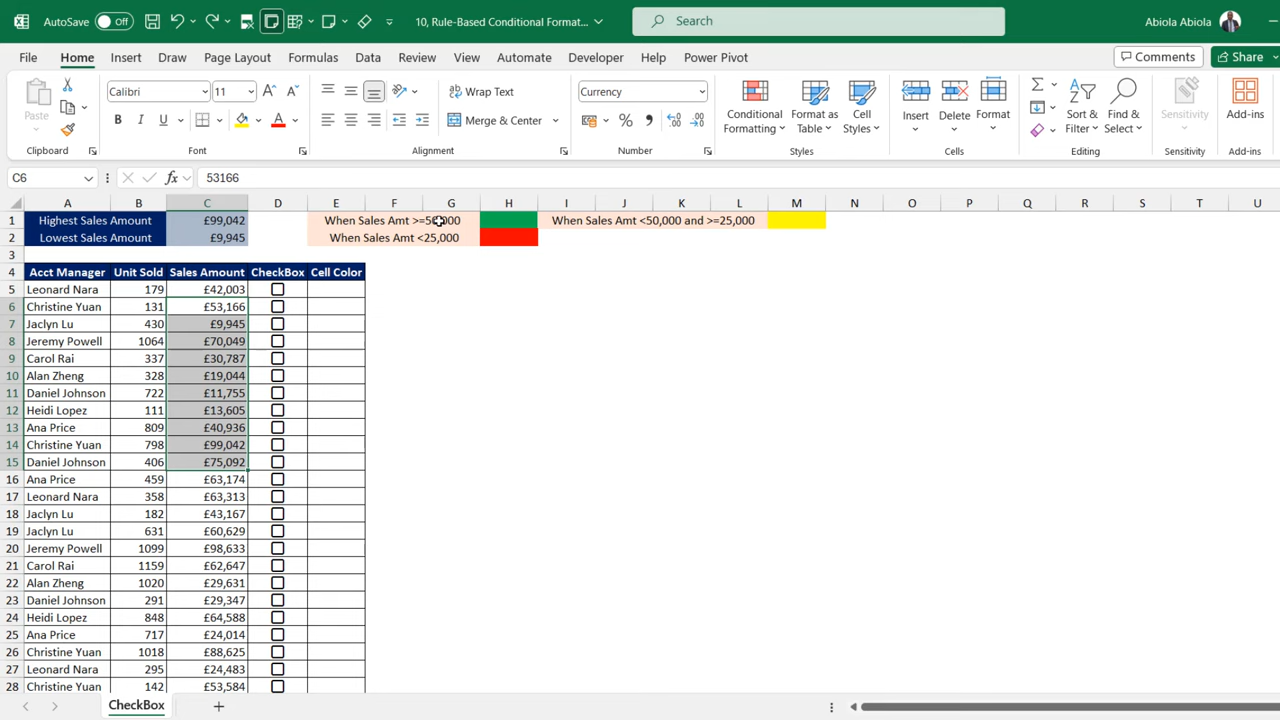 AutoSave Off 10, Rule-Based Conditional Format... Search Abiola Abiola
File Home Insert Draw Page Layout Formulas Data Review View Automate Developer Help Power Pivot Comments Share
Paste Calibri 11 A A Wrap Text Currency Conditional Formatting Format as Table Cell Styles Insert Delete Format Sort & Filter Find & Select Sensitivity Add-ins
B I U A Merge & Center % 9
Clipboard Font Alignment Number Styles Cells Editing Sensitivity Add-ins
C6 fx 53166
A B C D E F G H I J K L M N O P Q R S T U
1 Highest Sales Amount £99,042 When Sales Amt >=50,000 When Sales Amt <50,000 and >=25,000
2 Lowest Sales Amount £9,945 When Sales Amt <25,000
3
4 Acct Manager Unit Sold Sales Amount CheckBox Cell Color
5 Leonard Nara 179 £42,003
6 Christine Yuan 131 £53,166
7 Jaclyn Lu 430 £9,945
8 Jeremy Powell 1064 £70,049
9 Carol Rai 337 £30,787
10 Alan Zheng 328 £19,044
11 Daniel Johnson 722 £11,755
12 Heidi Lopez 111 £13,605
13 Ana Price 809 £40,936
14 Christine Yuan 798 £99,042
15 Daniel Johnson 406 £75,092
16 Ana Price 459 £63,174
17 Leonard Nara 358 £63,313
18 Jaclyn Lu 182 £43,167
19 Jaclyn Lu 631 £60,629
20 Jeremy Powell 1099 £98,633
21 Carol Rai 1159 £62,647
22 Alan Zheng 1020 £29,631
23 Daniel Johnson 291 £29,347
24 Heidi Lopez 848 £64,588
25 Ana Price 717 £24,014
26 Christine Yuan 1018 £88,625
27 Leonard Nara 295 £24,483
28 Christine Yuan 142 £53,584
CheckBox